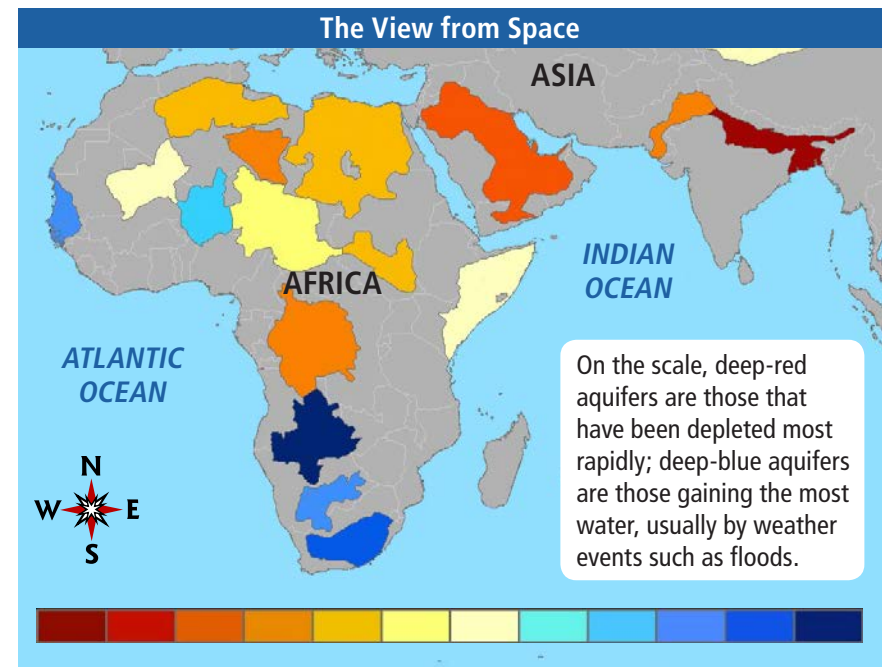 The View from Space
ASIA
INDIAN
OCEAN
AFRICA
ATLANTIC
OCEAN
On the scale, deep-red
aquifers are those that
have been depleted most
rapidly; deep-blue aquifers
are those gaining the most
water, usually by weather
events such as floods.
N
W E
S